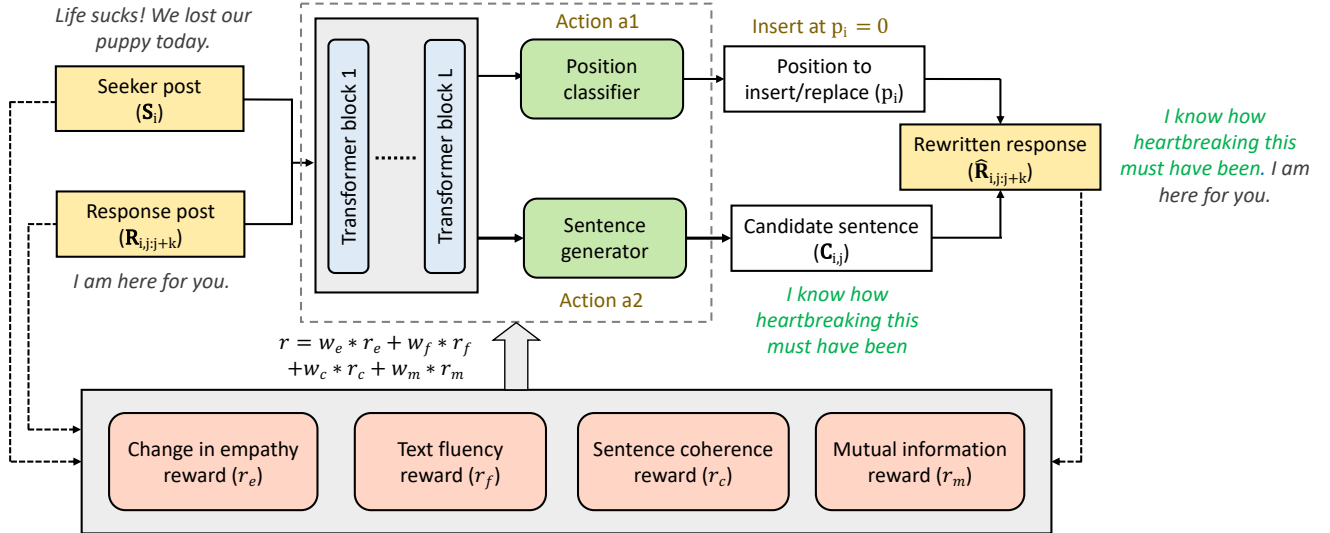 Life sucks! We lost our
puppy today.
Seeker post
(S_i)
Response post
(R_{i,j:j+k})
I am here for you.
Transformer block 1
........
Transformer block L
Action a1
Position
classifier
Sentence
generator
Action a2
Insert at p_i = 0
Position to
insert/replace (p_i)
Candidate sentence
(C_{i,j})
I know how
heartbreaking this
must have been
Rewritten response
(R̂_{i,j:j+k})
I know how
heartbreaking this
must have been. I am
here for you.
r = w_e * r_e + w_f * r_f
+w_c * r_c + w_m * r_m
Change in empathy
reward (r_e)
Text fluency
reward (r_f)
Sentence coherence
reward (r_c)
Mutual information
reward (r_m)